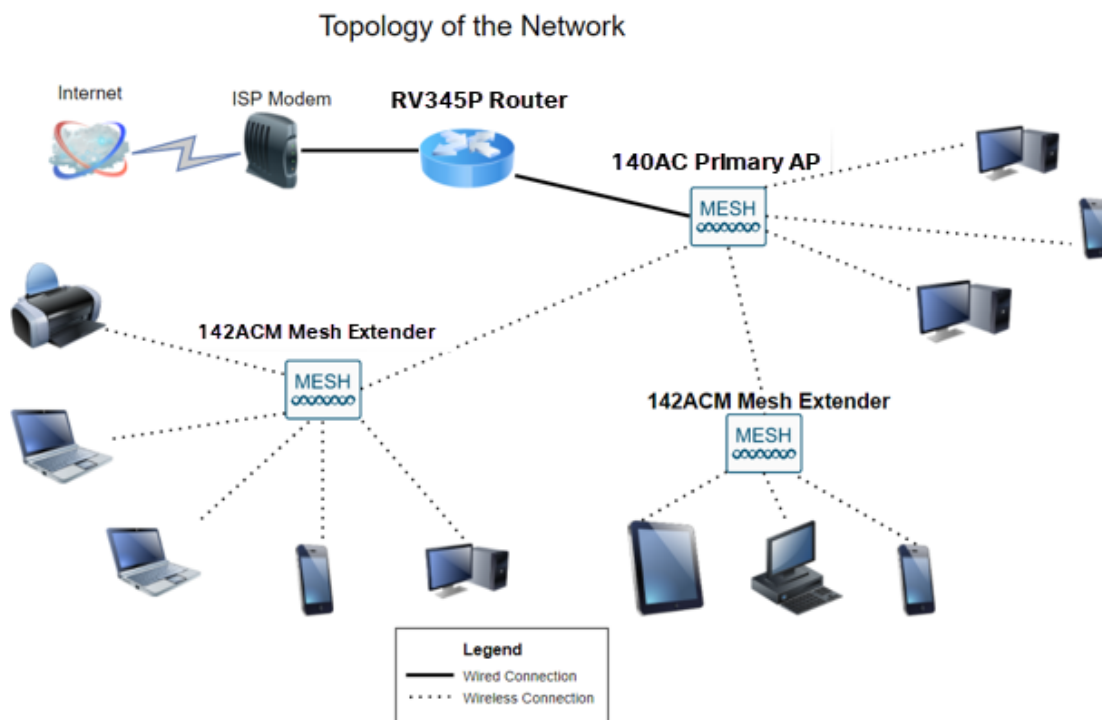 Topology of the Network
Internet
ISP Modem
RV345P Router
140AC Primary AP
MESH
142ACM Mesh Extender
MESH
142ACM Mesh Extender
MESH
Legend
Wired Connection
Wireless Connection